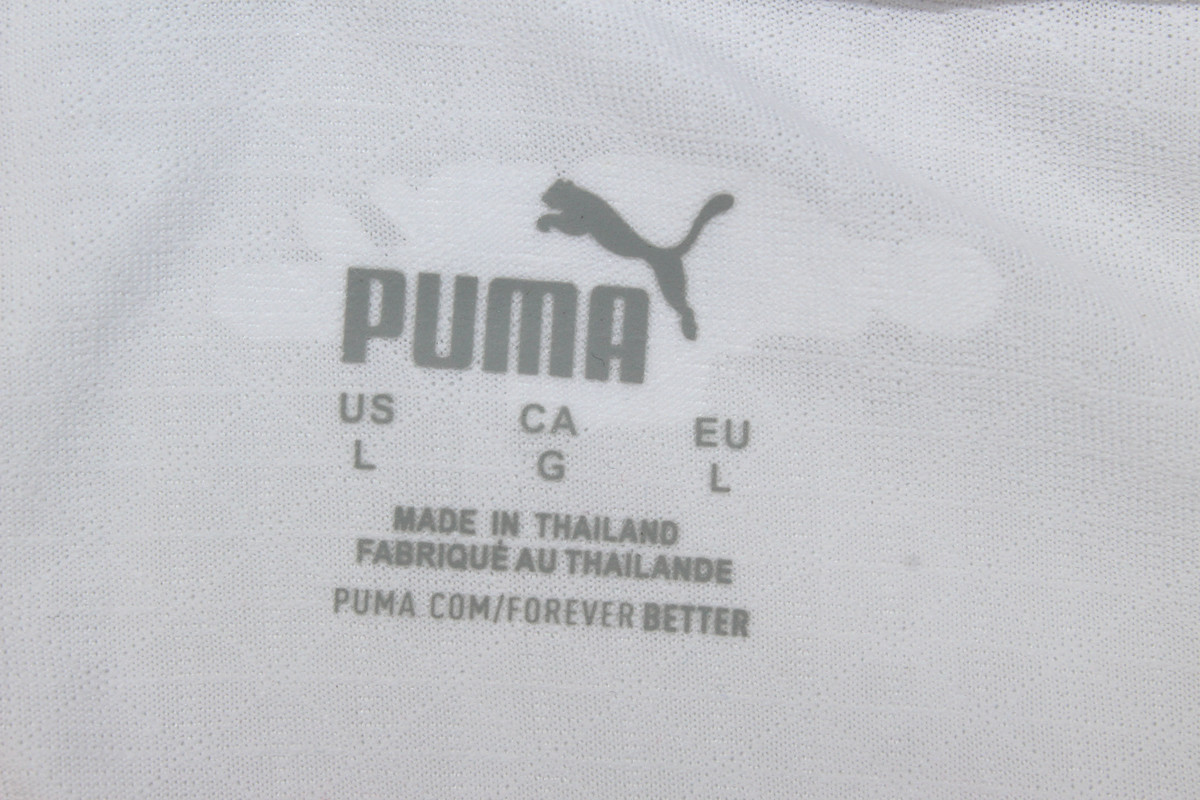 PUMA
US CA EU
L G L
MADE IN THAILAND
FABRIQUÉ AU THAILANDE
PUMA COM/FOREVER BETTER